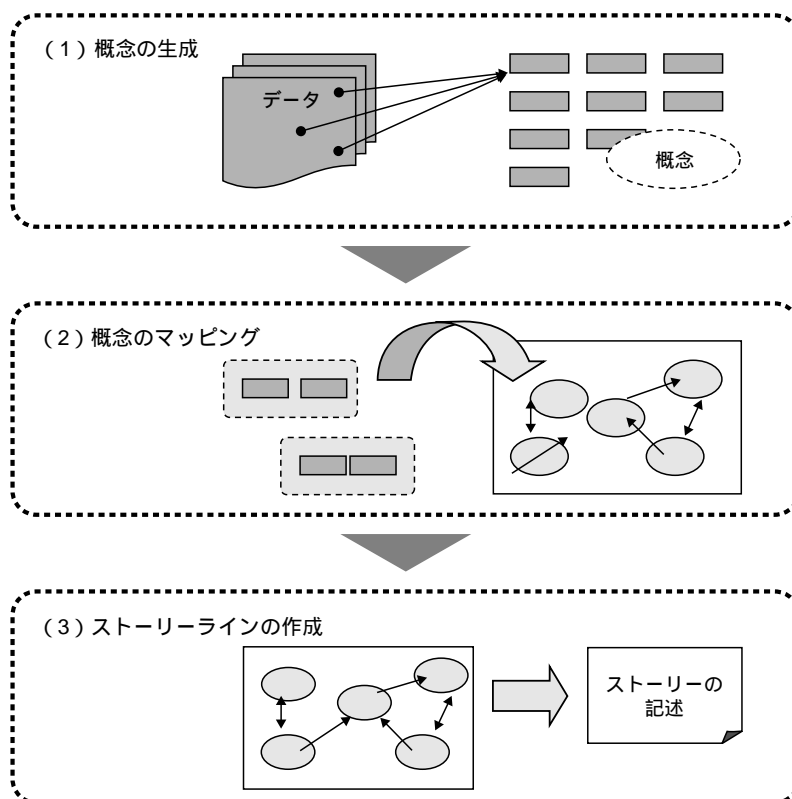 （1）概念の生成
データ
概念
（2）概念のマッピング
（3）ストーリーラインの作成
ストーリーの
記述